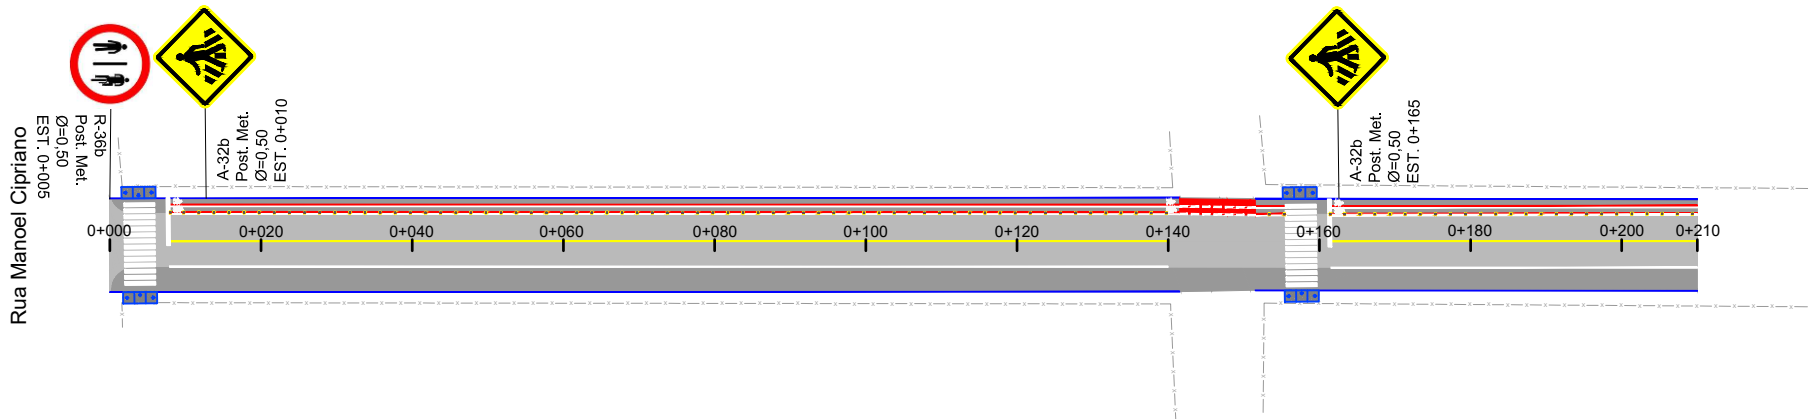 Rua Manoel Cipriano
R-36b
Post. Met.
Ø=0,50
EST. 0+005
A-32b
Post. Met.
Ø=0,50
EST. 0+010
A-32b
Post. Met.
Ø=0,50
EST. 0+165
0+000
0+020
0+040
0+060
0+080
0+100
0+120
0+140
0+160
0+180
0+200
0+210